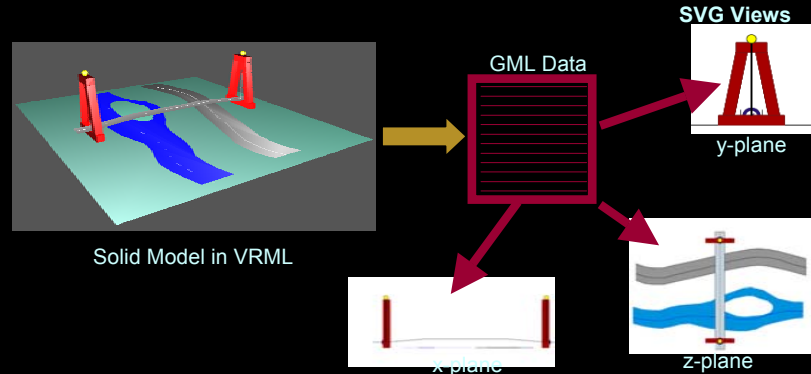 SVG Views
GML Data
y-plane
Solid Model in VRML
x-plane
z-plane